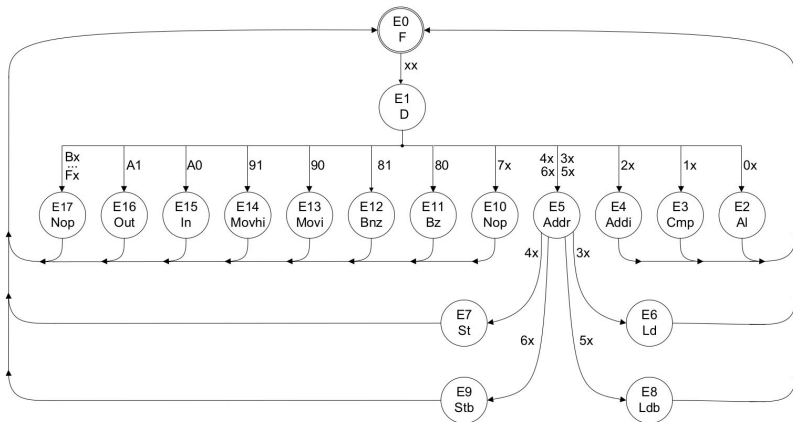 E0
F
xx
E1
D
Bx
...
Fx
A1
A0
91
90
81
80
7x
4x 3x
6x 5x
2x
1x
0x
E17
Nop
E16
Out
E15
In
E14
Movhi
E13
Movi
E12
Bnz
E11
Bz
E10
Nop
E5
Addr
E4
Addi
E3
Cmp
E2
Al
4x
3x
E7
St
E6
Ld
6x
5x
E9
Stb
E8
Ldb